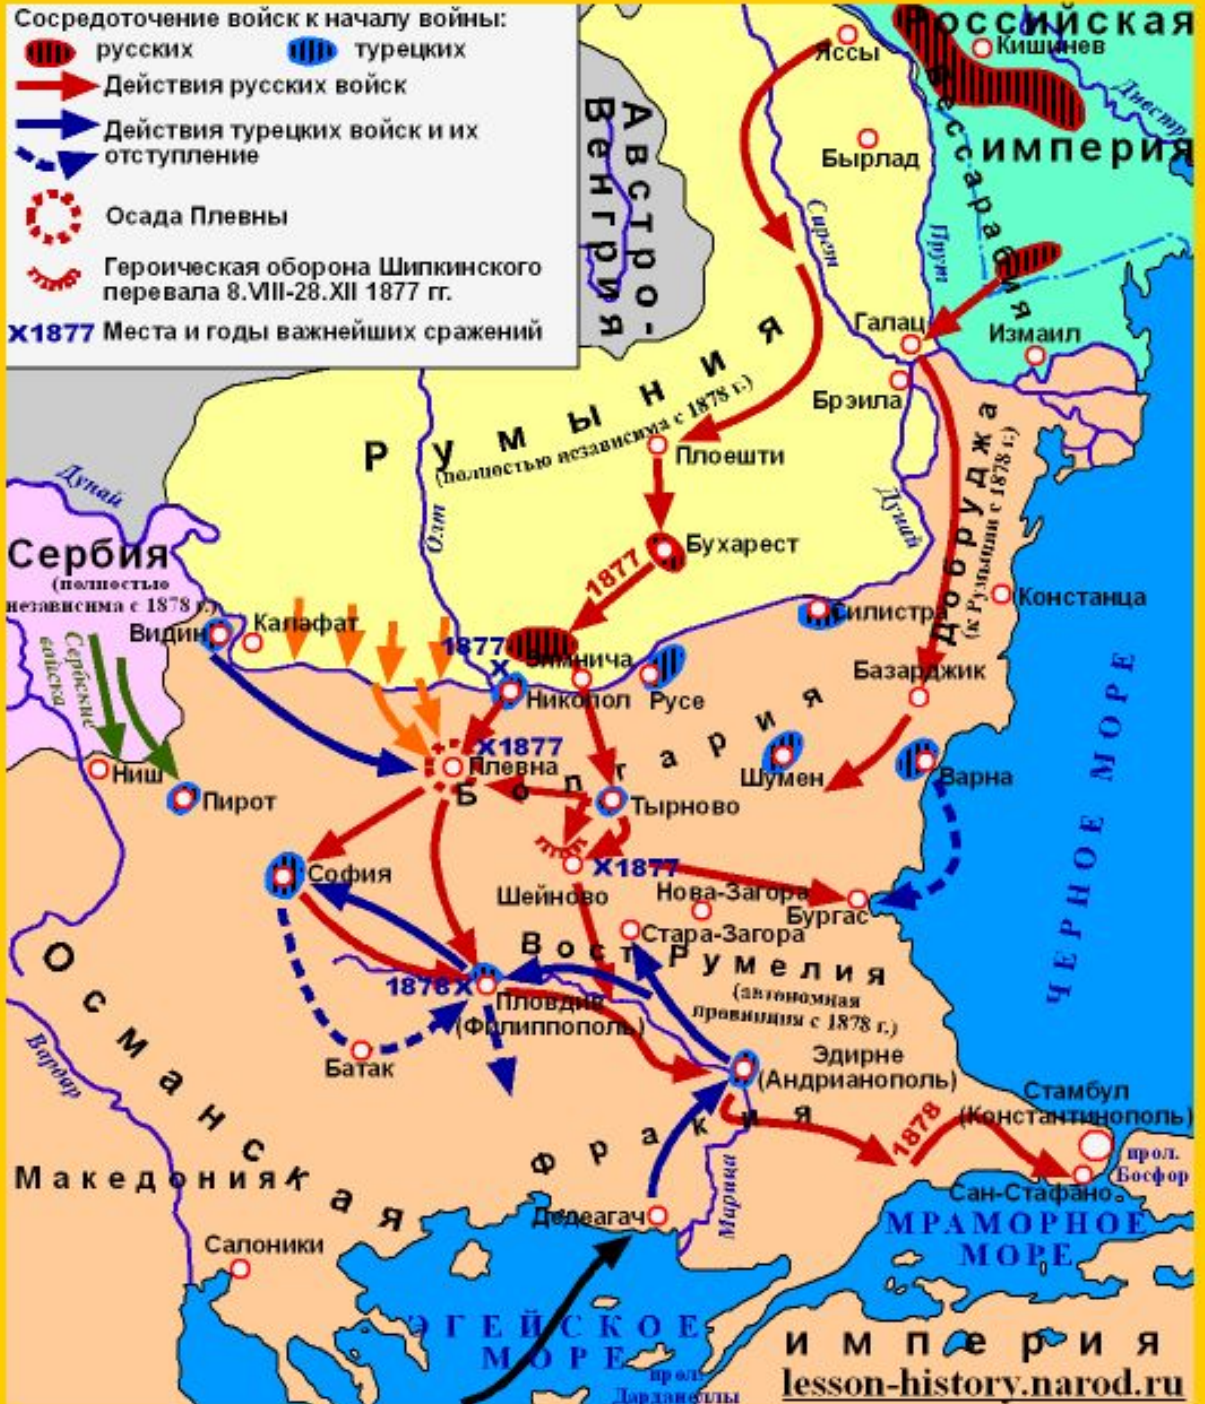 Сосредоточение войск к началу войны:
русских
турецких
Действия русских войск
Действия турецких войск и их
отступление
Осада Плевны
Героическая оборона Шипкинского
перевала 8.VIII-28.XII 1877 гг.
X1877 Места и годы важнейших сражений
Российская
империя
Бессарабия
Кишинев
Днестр
Яссы
Бырлад
Австро-
Венгрия
Сирет
Прут
Галац
Измаил
Брэила
Румыния
(полностью независима с 1878 г.)
Плоешти
Олт
Дунай
Дунай
Бухарест
1877
Добруджа
(к Румынии с 1878 г.)
Констанца
Сербия
(полностью
независима с 1878 г.)
Сербские
войска
Видин
Калафат
1877
X
Зимнича
Никопол
Русе
Силистра
Базарджик
Ниш
Пирот
X1877
Плевна
Болгария
Шумен
Варна
Тырново
ЧЕРНОЕ МОРЕ
София
X1877
Шейново
Нова-Загора
Бургас
Стара-Загора
Вост Румелия
(автономная
провинция с 1878 г.)
1878 X
Пловдив
(Филиппополь)
Батак
Эдирне
(Андрианополь)
Османская
Вардар
Македония
Фракия
Марица
1878
Стамбул
(Константинополь)
прол.
Босфор
Сан-Стафано
МРАМОРНОЕ
МОРЕ
Дедеагач
Салоники
ЭГЕЙСКОЕ
МОРЕ
прол.
Дарданеллы
империя
lesson-history.narod.ru